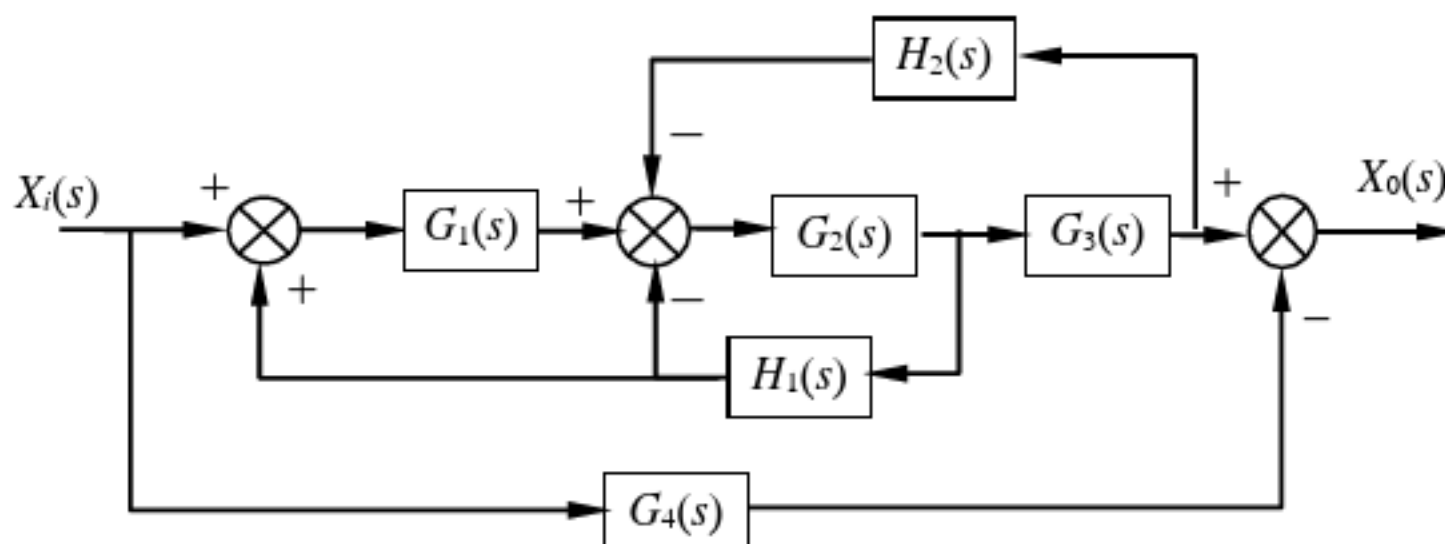 H₂(s)
−
Xᵢ(s)
+
G₁(s)
+
G₂(s)
G₃(s)
+
X₀(s)
+
−
H₁(s)
−
G₄(s)